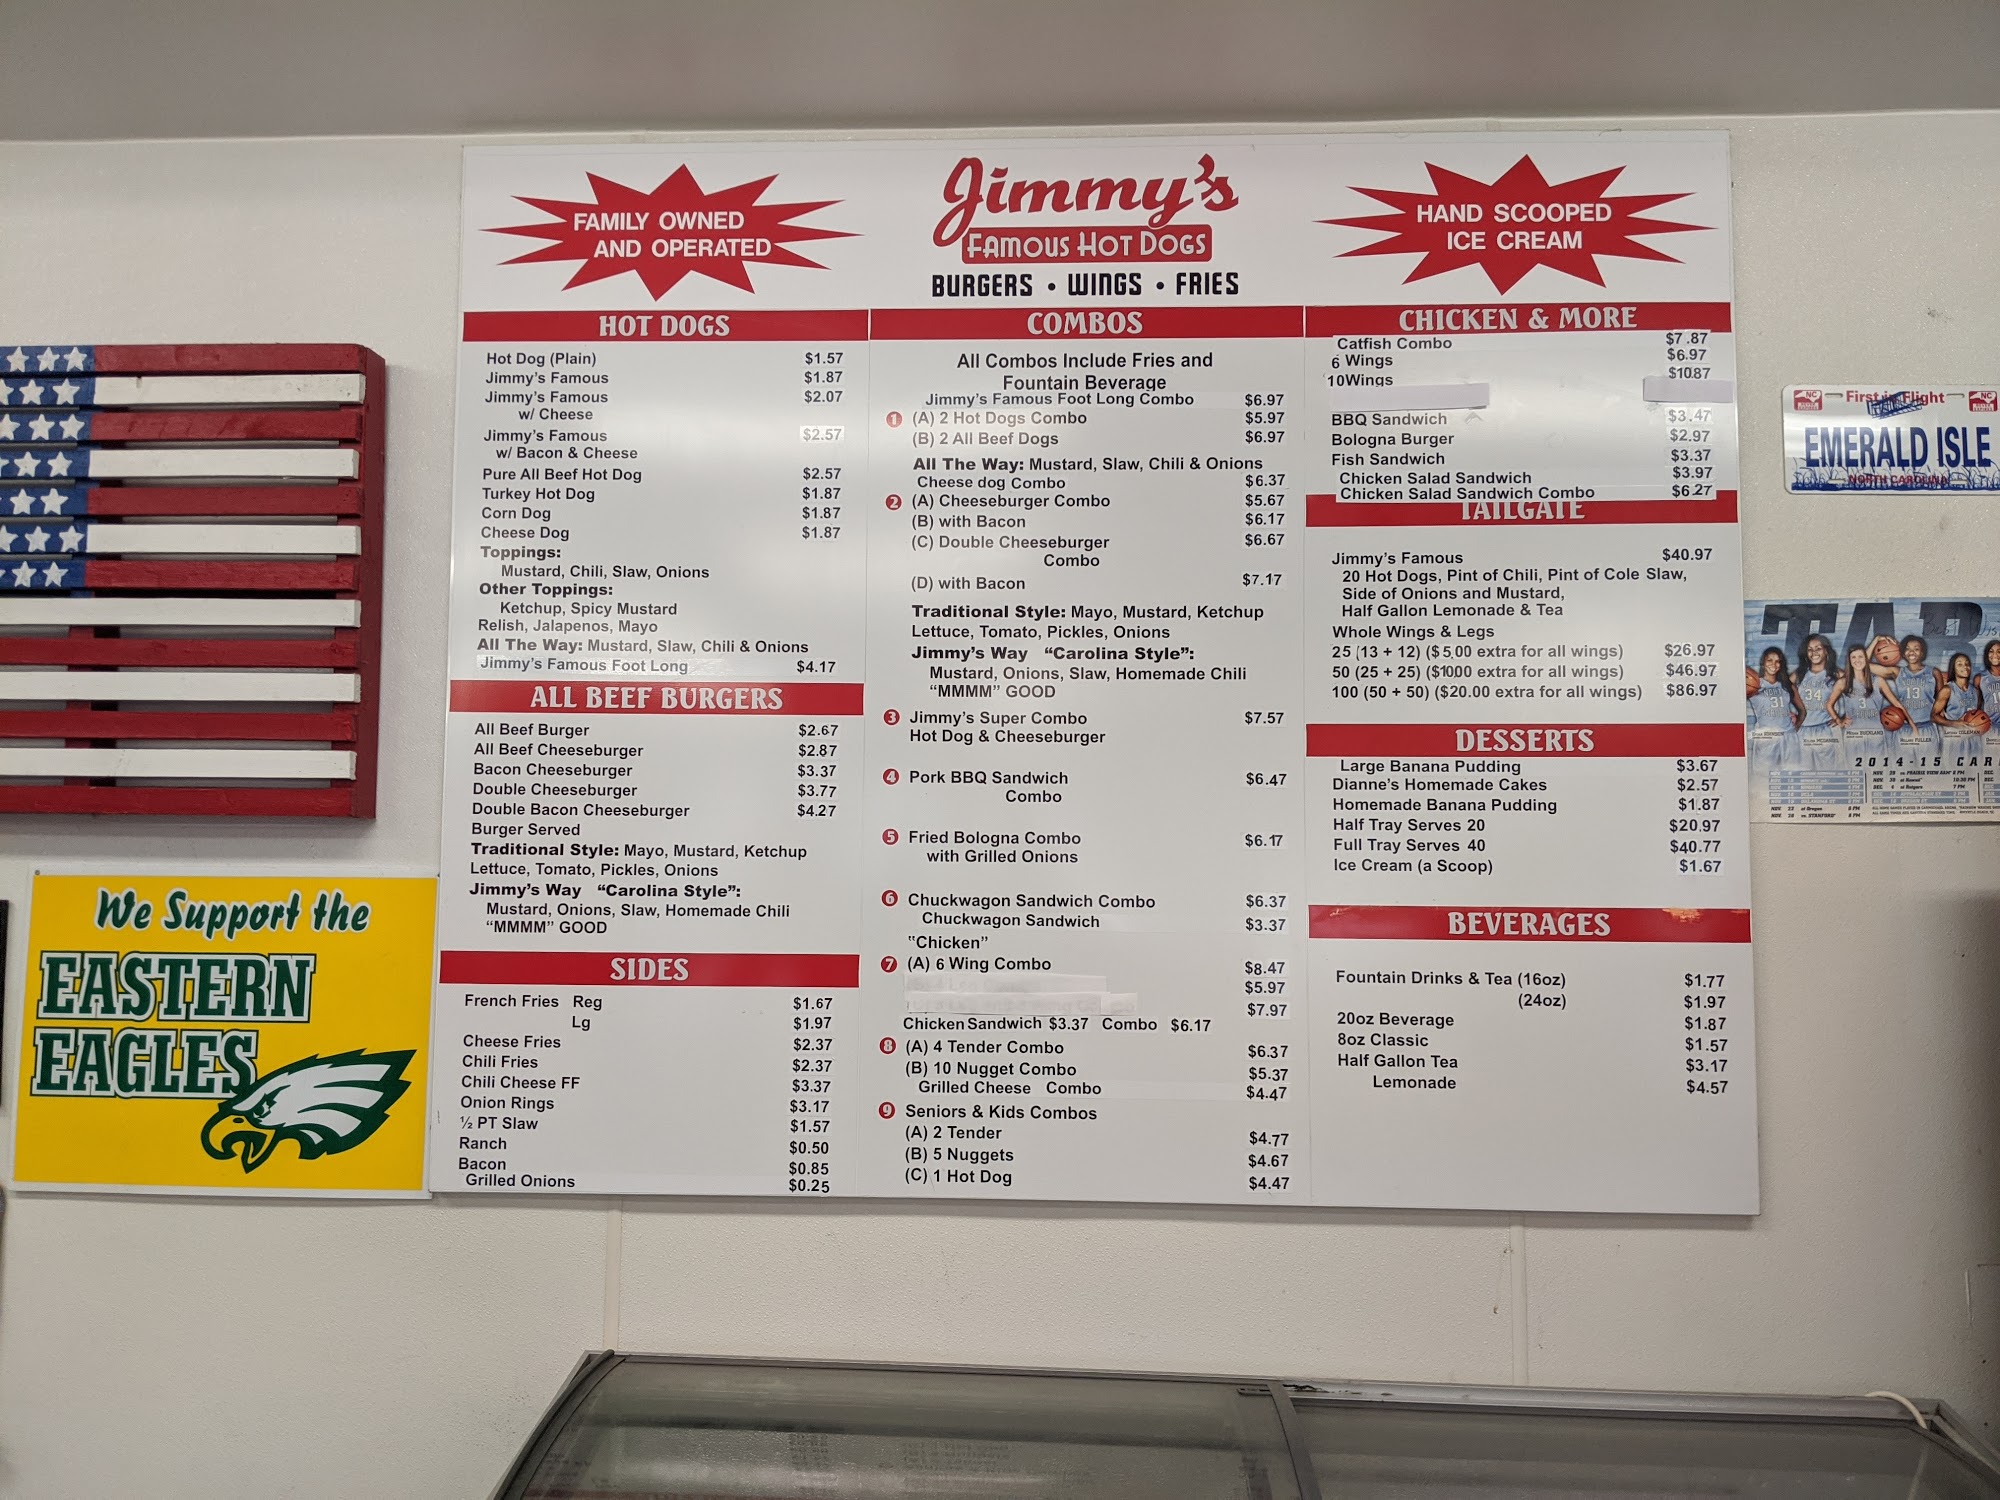 FAMILY OWNED
AND OPERATED
Jimmy's
FAMOUS HOT DOGS
BURGERS • WINGS • FRIES
HAND SCOOPED
ICE CREAM
HOT DOGS
Hot Dog (Plain) $1.57
Jimmy's Famous $1.87
Jimmy's Famous $2.07
w/ Cheese
Jimmy's Famous $2.57
w/ Bacon & Cheese
Pure All Beef Hot Dog $2.57
Turkey Hot Dog $1.87
Corn Dog $1.87
Cheese Dog $1.87
Toppings:
Mustard, Chili, Slaw, Onions
Other Toppings:
Ketchup, Spicy Mustard
Relish, Jalapenos, Mayo
All The Way: Mustard, Slaw, Chili & Onions
Jimmy's Famous Foot Long $4.17
ALL BEEF BURGERS
All Beef Burger $2.67
All Beef Cheeseburger $2.87
Bacon Cheeseburger $3.37
Double Cheeseburger $3.77
Double Bacon Cheeseburger $4.27
Burger Served
Traditional Style: Mayo, Mustard, Ketchup
Lettuce, Tomato, Pickles, Onions
Jimmy's Way "Carolina Style":
Mustard, Onions, Slaw, Homemade Chili
"MMMM" GOOD
SIDES
French Fries Reg $1.67
Lg $1.97
Cheese Fries $2.37
Chili Fries $2.37
Chili Cheese FF $3.37
Onion Rings $3.17
½ PT Slaw $1.57
Ranch $0.50
Bacon $0.85
Grilled Onions $0.25
COMBOS
All Combos Include Fries and
Fountain Beverage
Jimmy's Famous Foot Long Combo $6.97
1 (A) 2 Hot Dogs Combo $5.97
(B) 2 All Beef Dogs $6.97
All The Way: Mustard, Slaw, Chili & Onions
Cheese dog Combo $6.37
2 (A) Cheeseburger Combo $5.67
(B) with Bacon $6.17
(C) Double Cheeseburger $6.67
Combo
(D) with Bacon $7.17
Traditional Style: Mayo, Mustard, Ketchup
Lettuce, Tomato, Pickles, Onions
Jimmy's Way "Carolina Style":
Mustard, Onions, Slaw, Homemade Chili
"MMMM" GOOD
3 Jimmy's Super Combo $7.57
Hot Dog & Cheeseburger
4 Pork BBQ Sandwich $6.47
Combo
5 Fried Bologna Combo $6.17
with Grilled Onions
6 Chuckwagon Sandwich Combo $6.37
Chuckwagon Sandwich $3.37
"Chicken"
7 (A) 6 Wing Combo $8.47
$5.97
$7.97
Chicken Sandwich $3.37 Combo $6.17
8 (A) 4 Tender Combo $6.37
(B) 10 Nugget Combo $5.37
Grilled Cheese Combo $4.47
9 Seniors & Kids Combos
(A) 2 Tender $4.77
(B) 5 Nuggets $4.67
(C) 1 Hot Dog $4.47
CHICKEN & MORE
Catfish Combo $7.87
6 Wings $6.97
10Wings $10.87
BBQ Sandwich $3.47
Bologna Burger $2.97
Fish Sandwich $3.37
Chicken Salad Sandwich $3.97
Chicken Salad Sandwich Combo $6.27
TAILGATE
Jimmy's Famous $40.97
20 Hot Dogs, Pint of Chili, Pint of Cole Slaw,
Side of Onions and Mustard,
Half Gallon Lemonade & Tea
Whole Wings & Legs
25 (13 + 12) ($ 5.00 extra for all wings) $26.97
50 (25 + 25) ($10.00 extra for all wings) $46.97
100 (50 + 50) ($20.00 extra for all wings) $86.97
DESSERTS
Large Banana Pudding $3.67
Dianne's Homemade Cakes $2.57
Homemade Banana Pudding $1.87
Half Tray Serves 20 $20.97
Full Tray Serves 40 $40.77
Ice Cream (a Scoop) $1.67
BEVERAGES
Fountain Drinks & Tea (16oz) $1.77
(24oz) $1.97
20oz Beverage $1.87
8oz Classic $1.57
Half Gallon Tea $3.17
Lemonade $4.57
We Support the
EASTERN
EAGLES
First in Flight
NC
NC
EMERALD ISLE
NORTH CAROLINA
TAR
34
31
3
13
2014-15 CAR